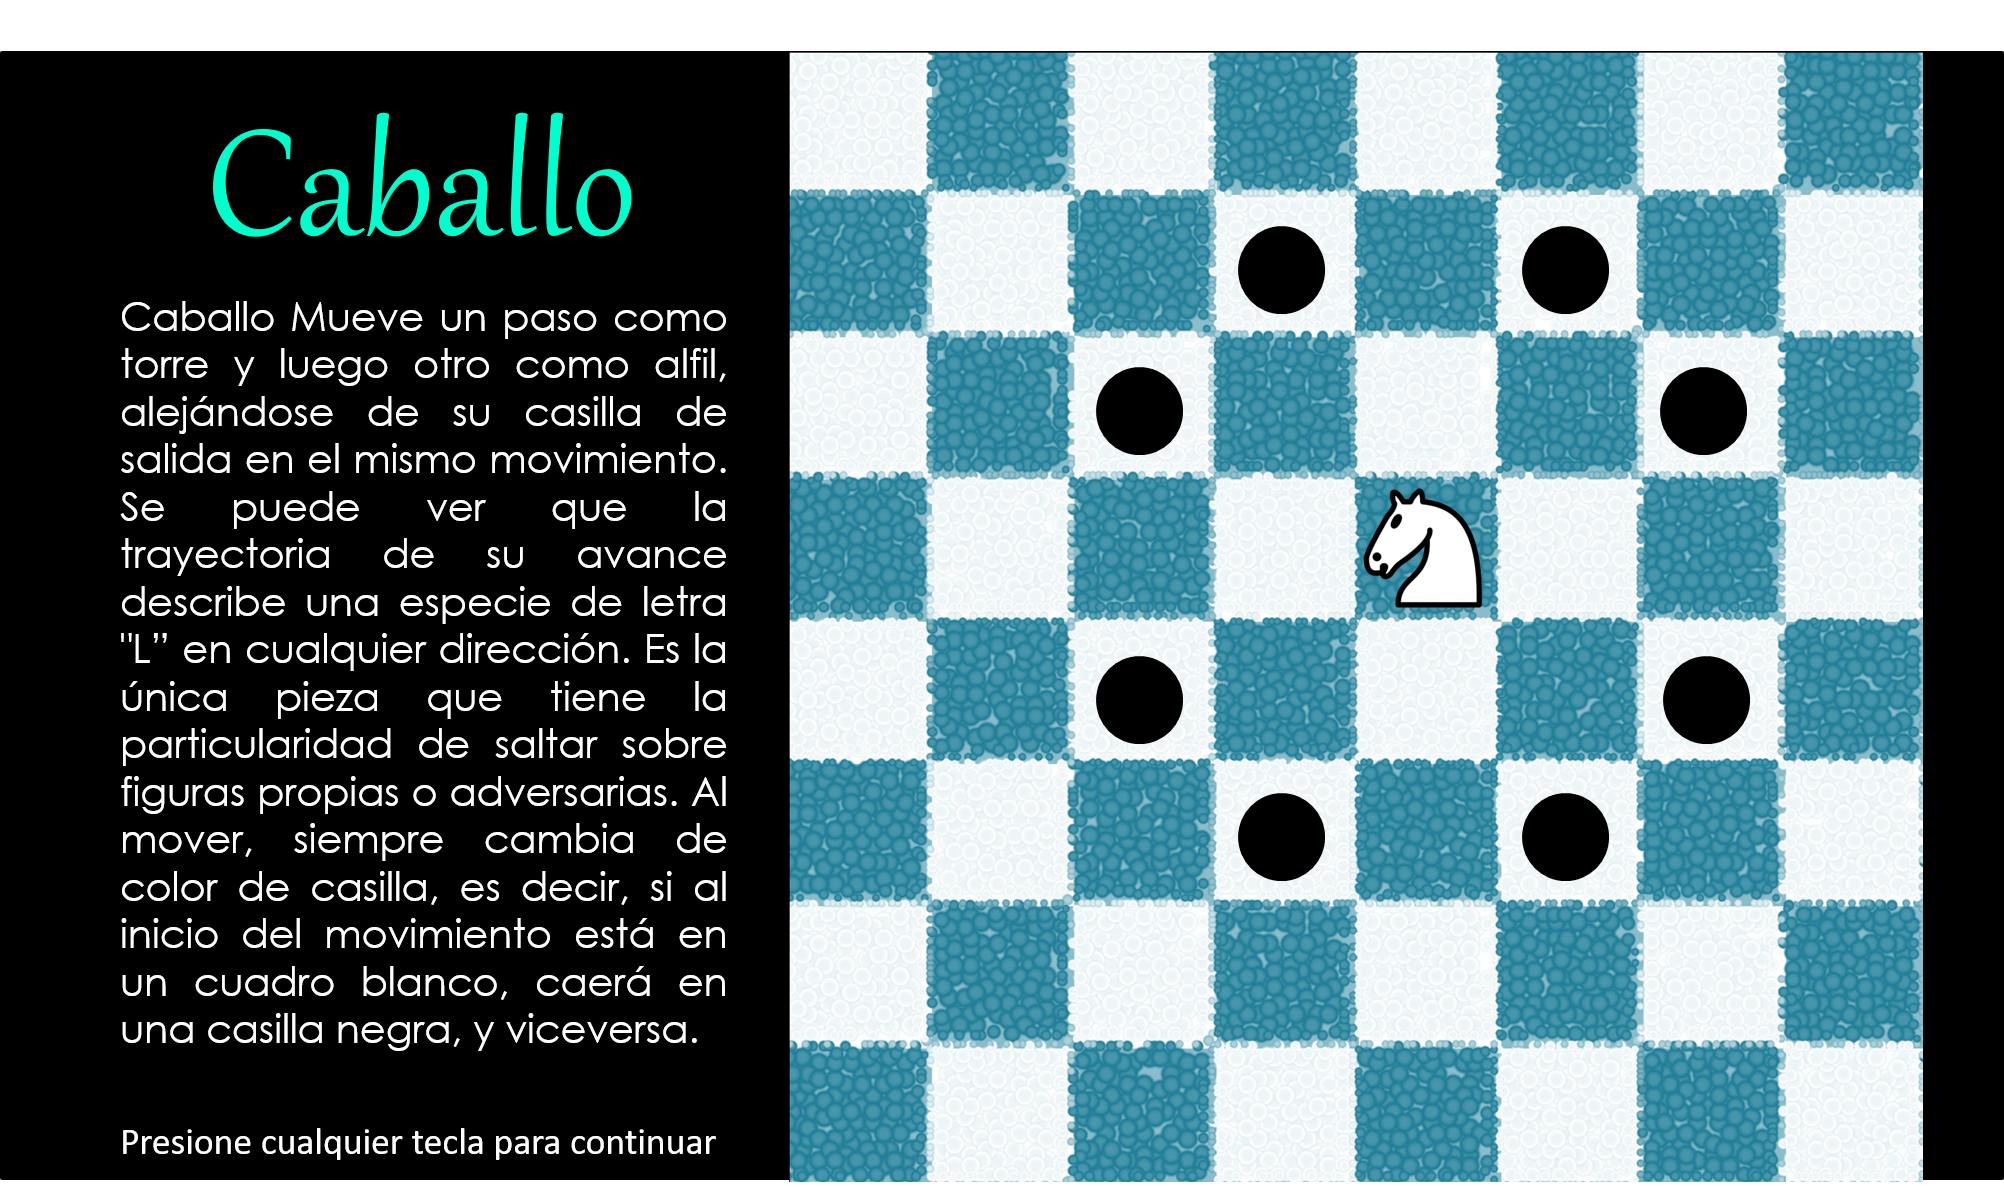 Caballo
Caballo Mueve un paso como
torre y luego otro como alfil,
alejándose de su casilla de
salida en el mismo movimiento.
Se puede ver que la
trayectoria de su avance
describe una especie de letra
"L” en cualquier dirección. Es la
única pieza que tiene la
particularidad de saltar sobre
figuras propias o adversarias. Al
mover, siempre cambia de
color de casilla, es decir, si al
inicio del movimiento está en
un cuadro blanco, caerá en
una casilla negra, y viceversa.
Presione cualquier tecla para continuar